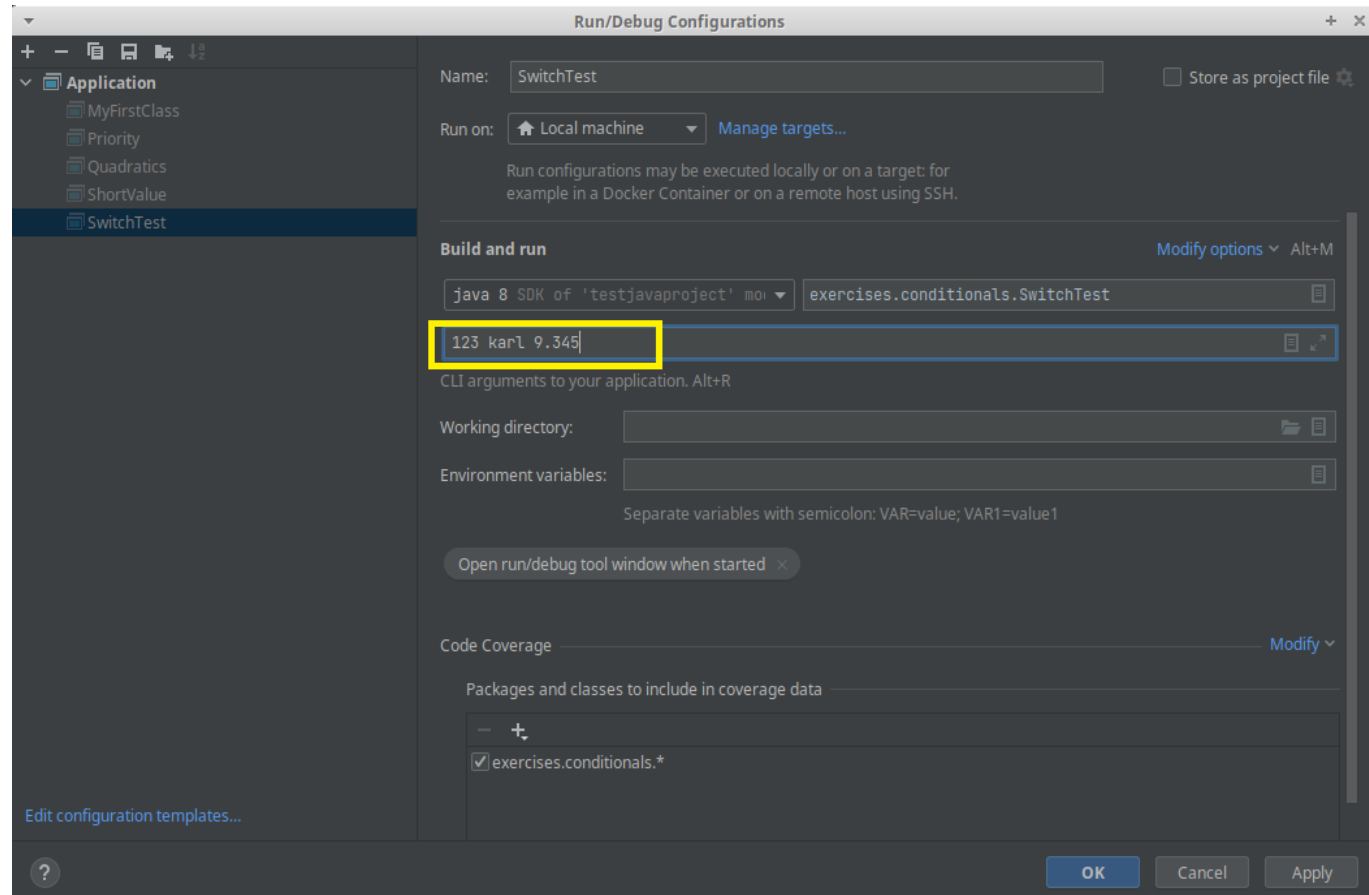 Run/Debug Configurations
Application
MyFirstClass
Priority
Quadratics
ShortValue
SwitchTest
Edit configuration templates...
Name: SwitchTest Store as project file
Run on: Local machine Manage targets...
Run configurations may be executed locally or on a target: for
example in a Docker Container or on a remote host using SSH.
Build and run Modify options Alt+M
java 8 SDK of 'testjavaproject' mo exercises.conditionals.SwitchTest
123 karl 9.345
CLI arguments to your application. Alt+R
Working directory:
Environment variables:
Separate variables with semicolon: VAR=value; VAR1=value1
Open run/debug tool window when started
Code Coverage Modify
Packages and classes to include in coverage data
exercises.conditionals.*
? OK Cancel Apply